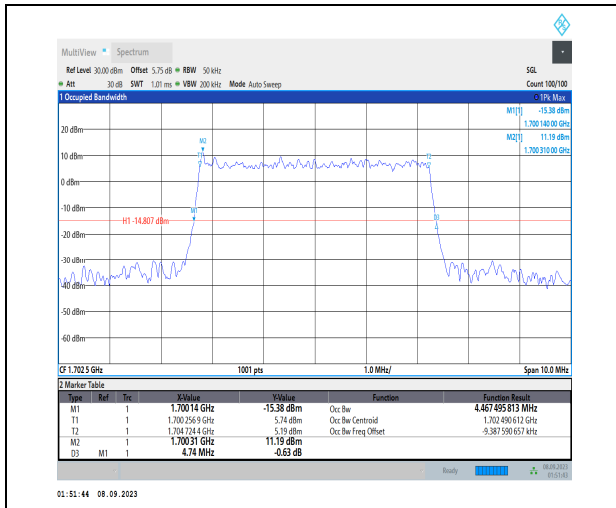 MultiView Spectrum
Ref Level 30.00 dBm Offset 5.75 dB RBW 50 kHz SGL
Att 30 dB SWT 1.01 ms VBW 200 kHz Mode Auto Sweep Count 100/100
1 Occupied Bandwidth 1Pk Max
M1[1] -15.38 dBm
1.700 140 00 GHz
M2[1] 11.19 dBm
1.700 310 00 GHz
20 dBm
M2
10 dBm
T1
T2
0 dBm
-10 dBm
M1
H1 -14.807 dBm
D3
-20 dBm
-30 dBm
-40 dBm
-50 dBm
-60 dBm
CF 1.702 5 GHz 1001 pts 1.0 MHz/ Span 10.0 MHz
2 Marker Table
Type Ref Trc X-Value Y-Value Function Function Result
M1 1 1.700 14 GHz -15.38 dBm Occ Bw 4.467 495 813 MHz
T1 1 1.700 256 9 GHz 5.74 dBm Occ Bw Centroid 1.702 490 612 GHz
T2 1 1.704 724 4 GHz 5.19 dBm Occ Bw Freq Offset -9.387 590 657 kHz
M2 1 1.700 31 GHz 11.19 dBm
D3 M1 1 4.74 MHz -0.63 dB
Ready 08.09.2023
01:51:43
01:51:44 08.09.2023